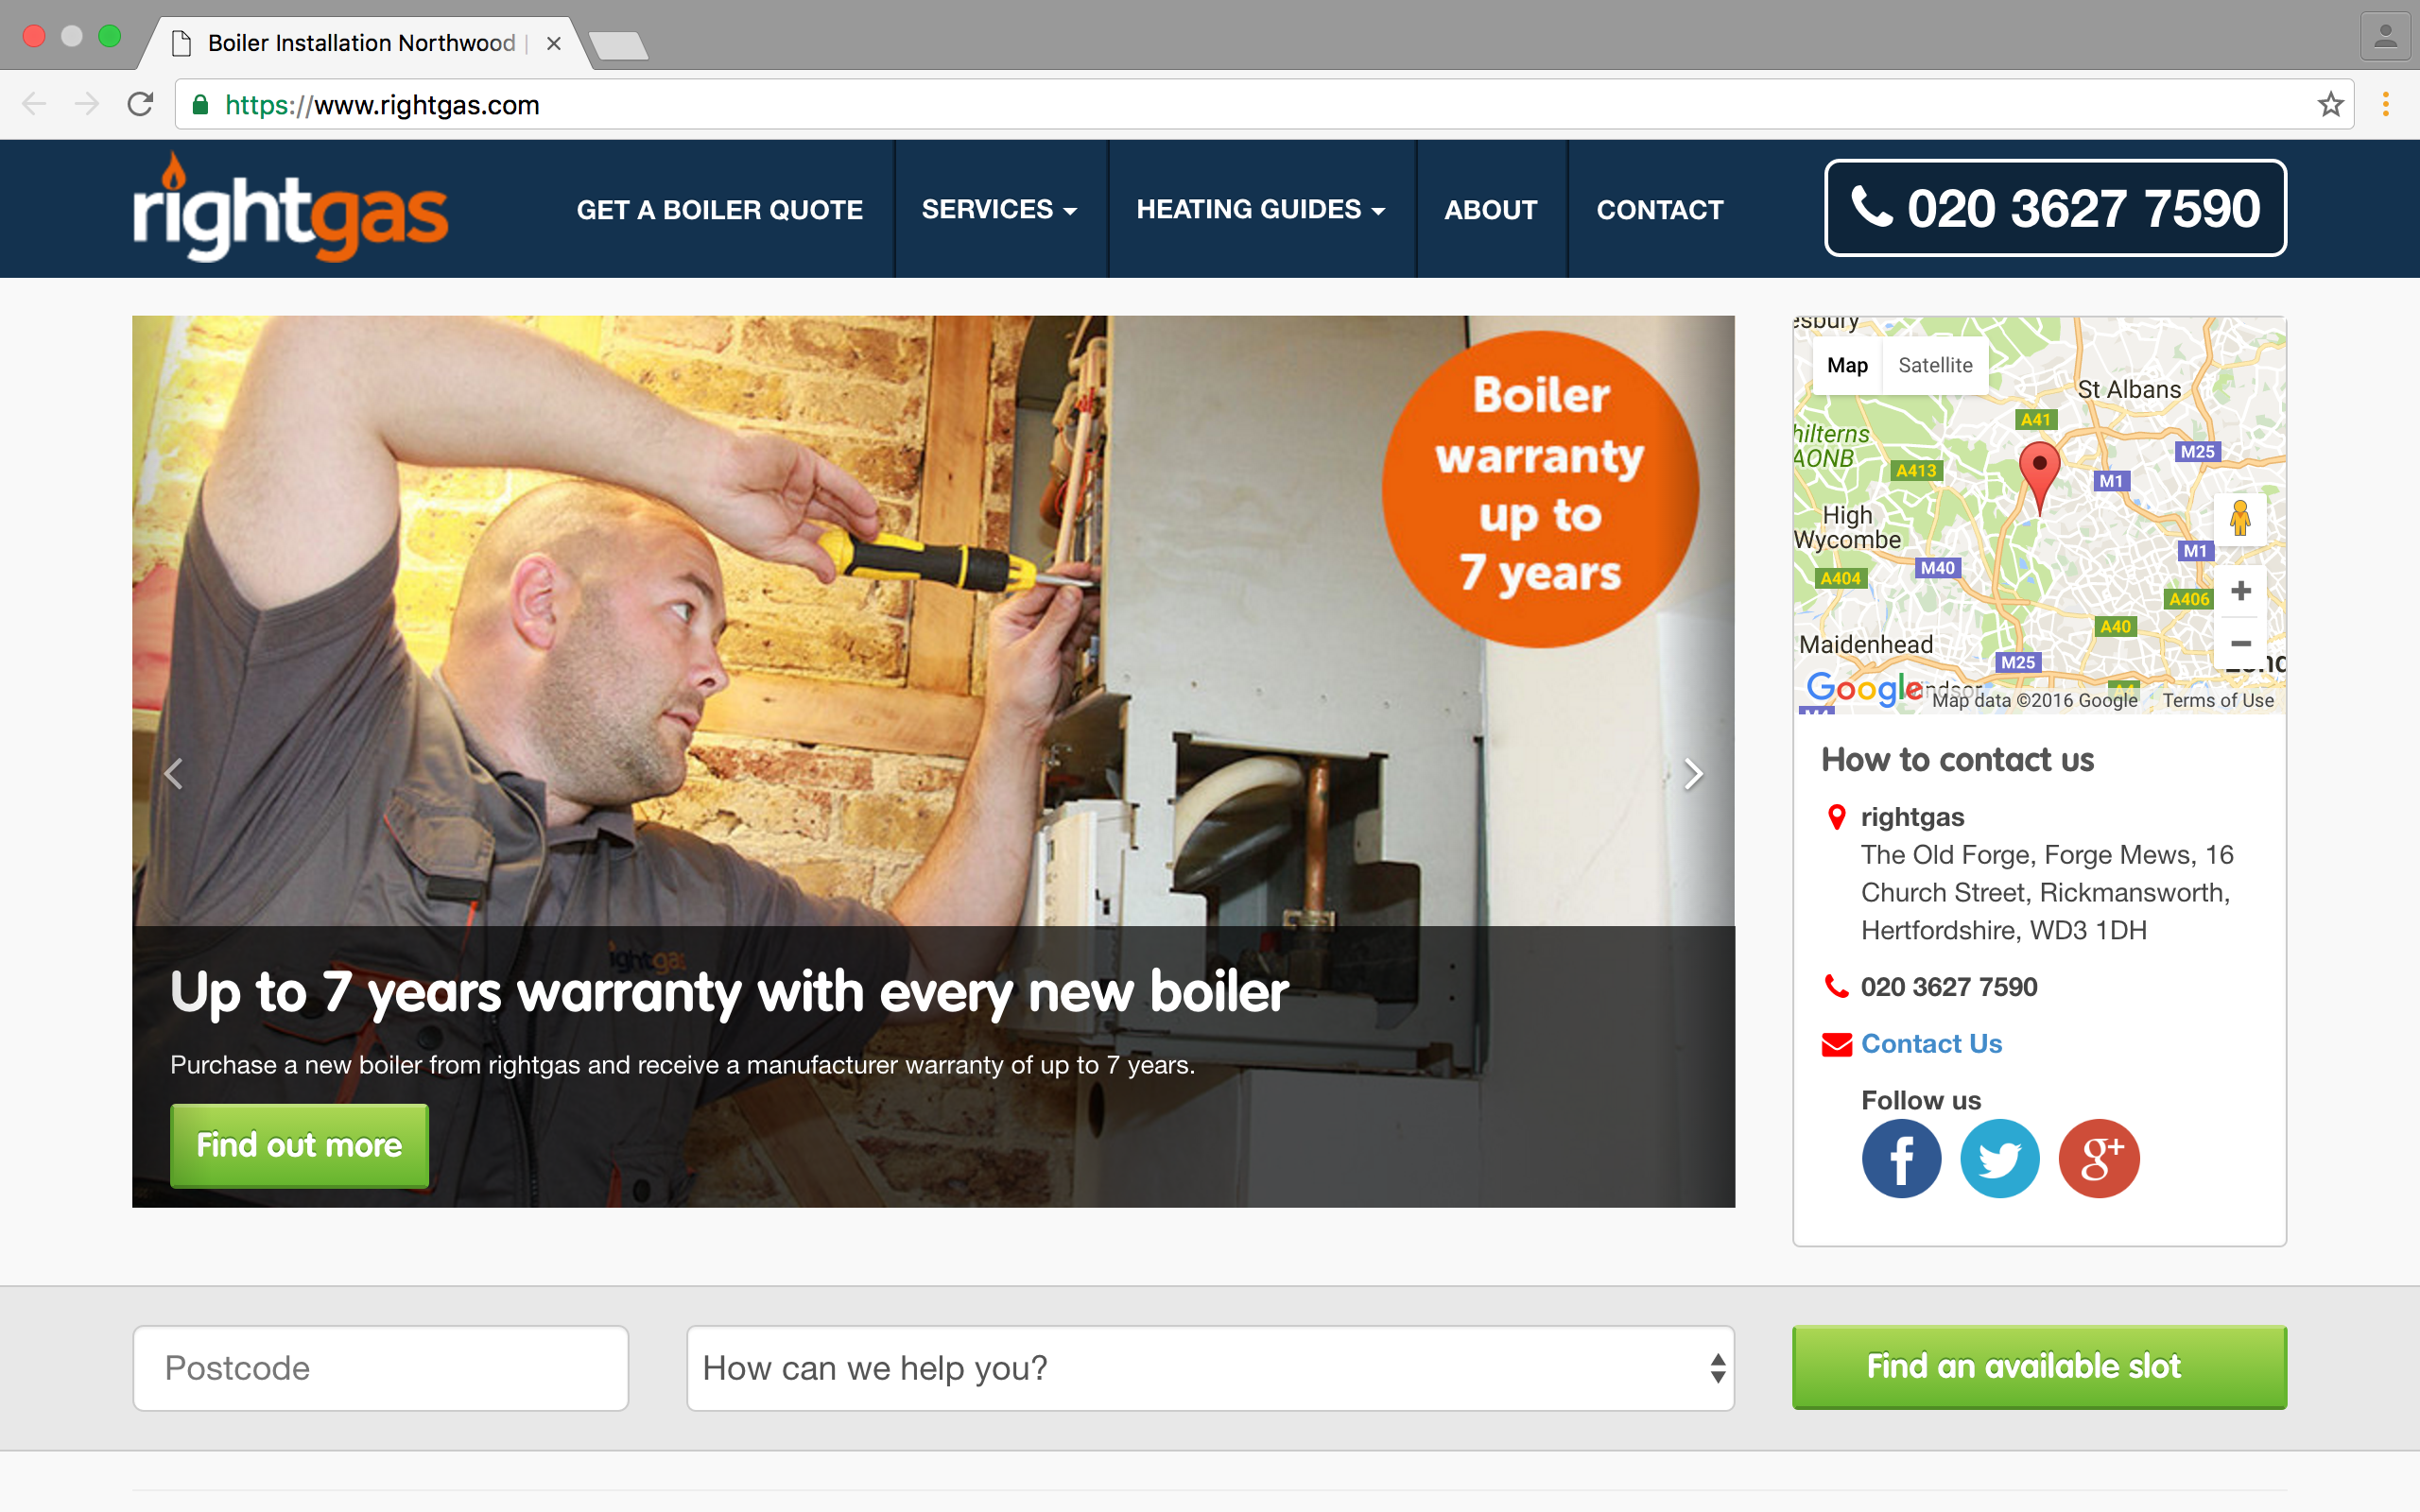 Boiler Installation Northwood |
https://www.rightgas.com
rightgas
GET A BOILER QUOTE
SERVICES
HEATING GUIDES
ABOUT
CONTACT
020 3627 7590
Boiler
warranty
up to
7 years
Up to 7 years warranty with every new boiler
Purchase a new boiler from rightgas and receive a manufacturer warranty of up to 7 years.
Find out more
esbury
Map
Satellite
St Albans
A41
hilterns
AONB
M25
A413
M1
High
Wycombe
M1
M40
A404
A406
A40
Maidenhead
M25
Google
Map data ©2016 Google
Terms of Use
How to contact us
rightgas
The Old Forge, Forge Mews, 16
Church Street, Rickmansworth,
Hertfordshire, WD3 1DH
020 3627 7590
Contact Us
Follow us
f
g+
Postcode
How can we help you?
Find an available slot